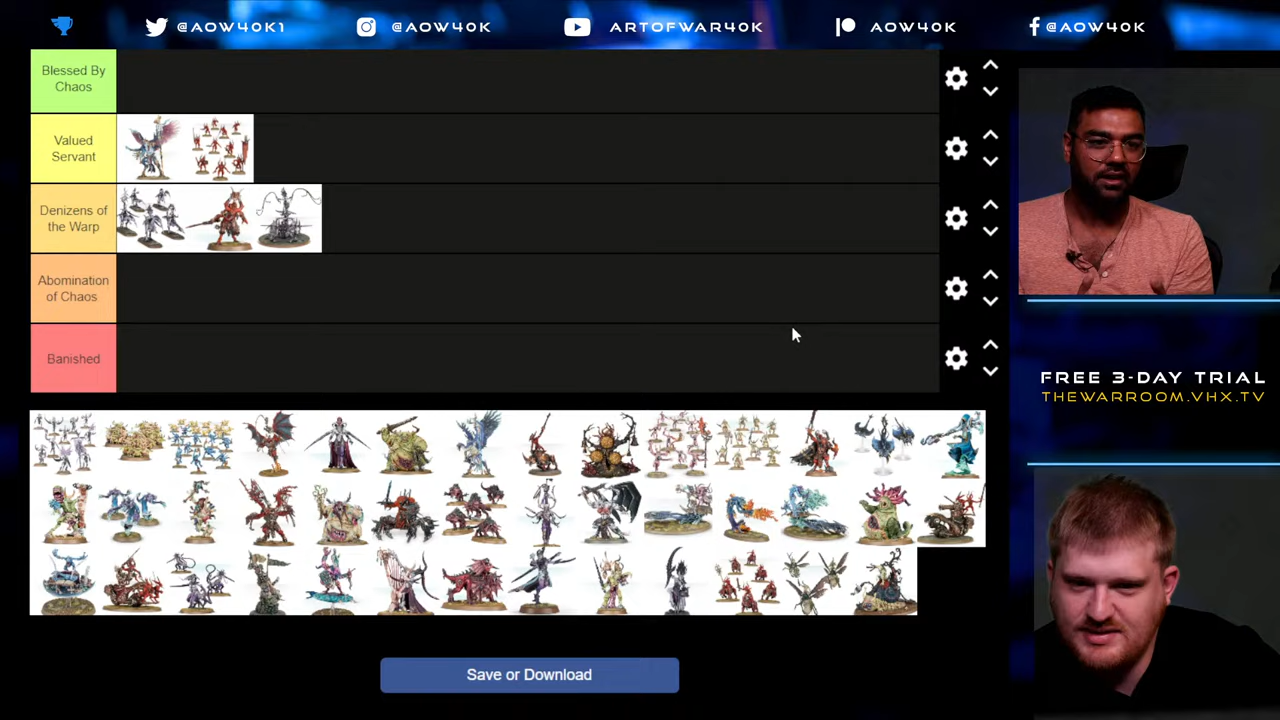 @AOW40K1
@AOW40K
ARTOFWAR40K
AOW40K
@AOW40K
Blessed By
Chaos
Valued
Servant
Denizens of
the Warp
Abomination
of Chaos
Banished
FREE 3-DAY TRIAL
THEWARROOM.VHX.TV
Save or Download